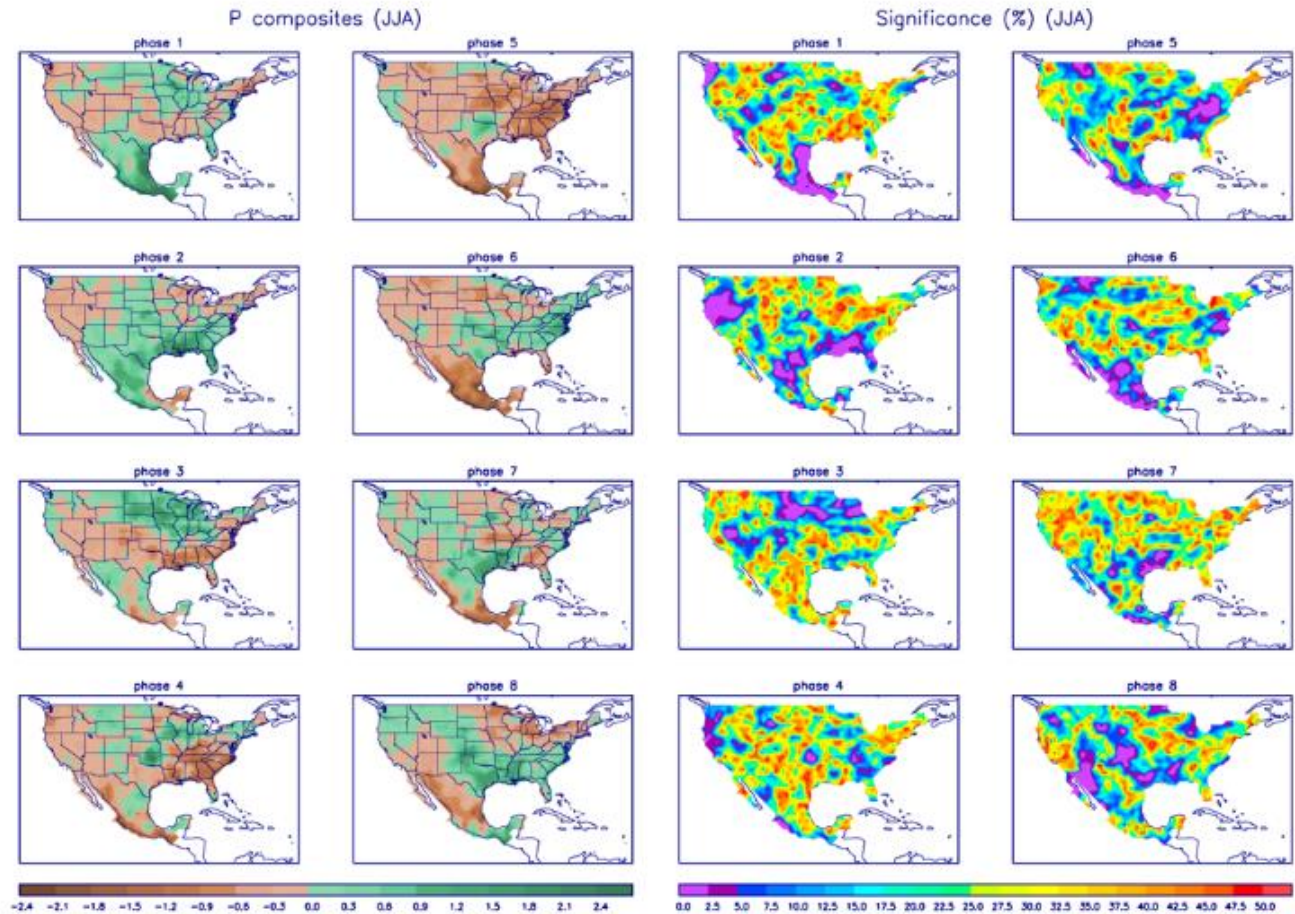 P composites (JJA) Significance (%) (JJA)
phase 1 phase 5 phase 1 phase 5
phase 2 phase 6 phase 2 phase 6
phase 3 phase 7 phase 3 phase 7
phase 4 phase 8 phase 4 phase 8
-2.4 -2.1 -1.8 -1.5 -1.2 -0.9 -0.6 -0.3 0.0 0.3 0.6 0.9 1.2 1.5 1.8 2.1 2.4 0.0 2.5 5.0 7.5 10.0 12.5 15.0 17.5 20.0 22.5 25.0 27.5 30.0 32.5 35.0 37.5 40.0 42.5 45.0 47.5 50.0